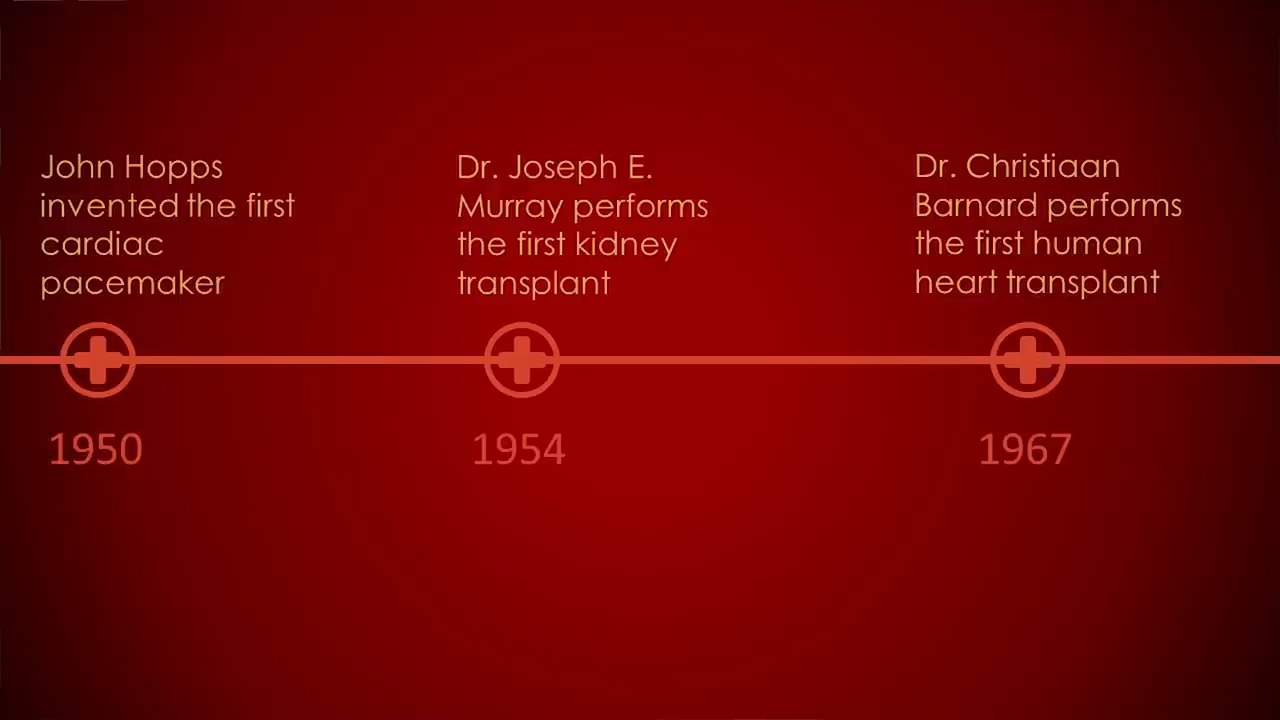 John Hopps
invented the first
cardiac
pacemaker
1950
Dr. Joseph E.
Murray performs
the first kidney
transplant
1954
Dr. Christiaan
Barnard performs
the first human
heart transplant
1967